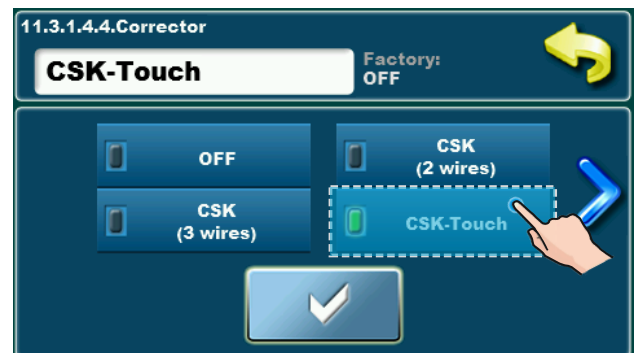 11.3.1.4.4.Corrector
CSK-Touch
Factory:
OFF
OFF
CSK
(2 wires)
CSK
(3 wires)
CSK-Touch